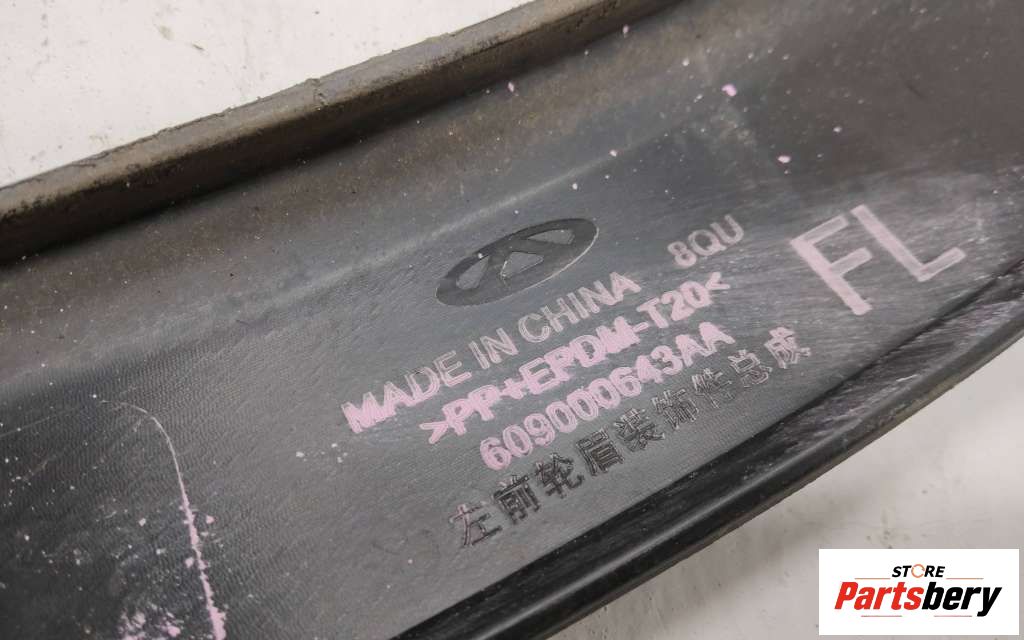 8QU
FL
MADE IN CHINA
>PP+EPDM-T20<
609000643AA
左前轮眉装饰件总成
STORE
Partsbery